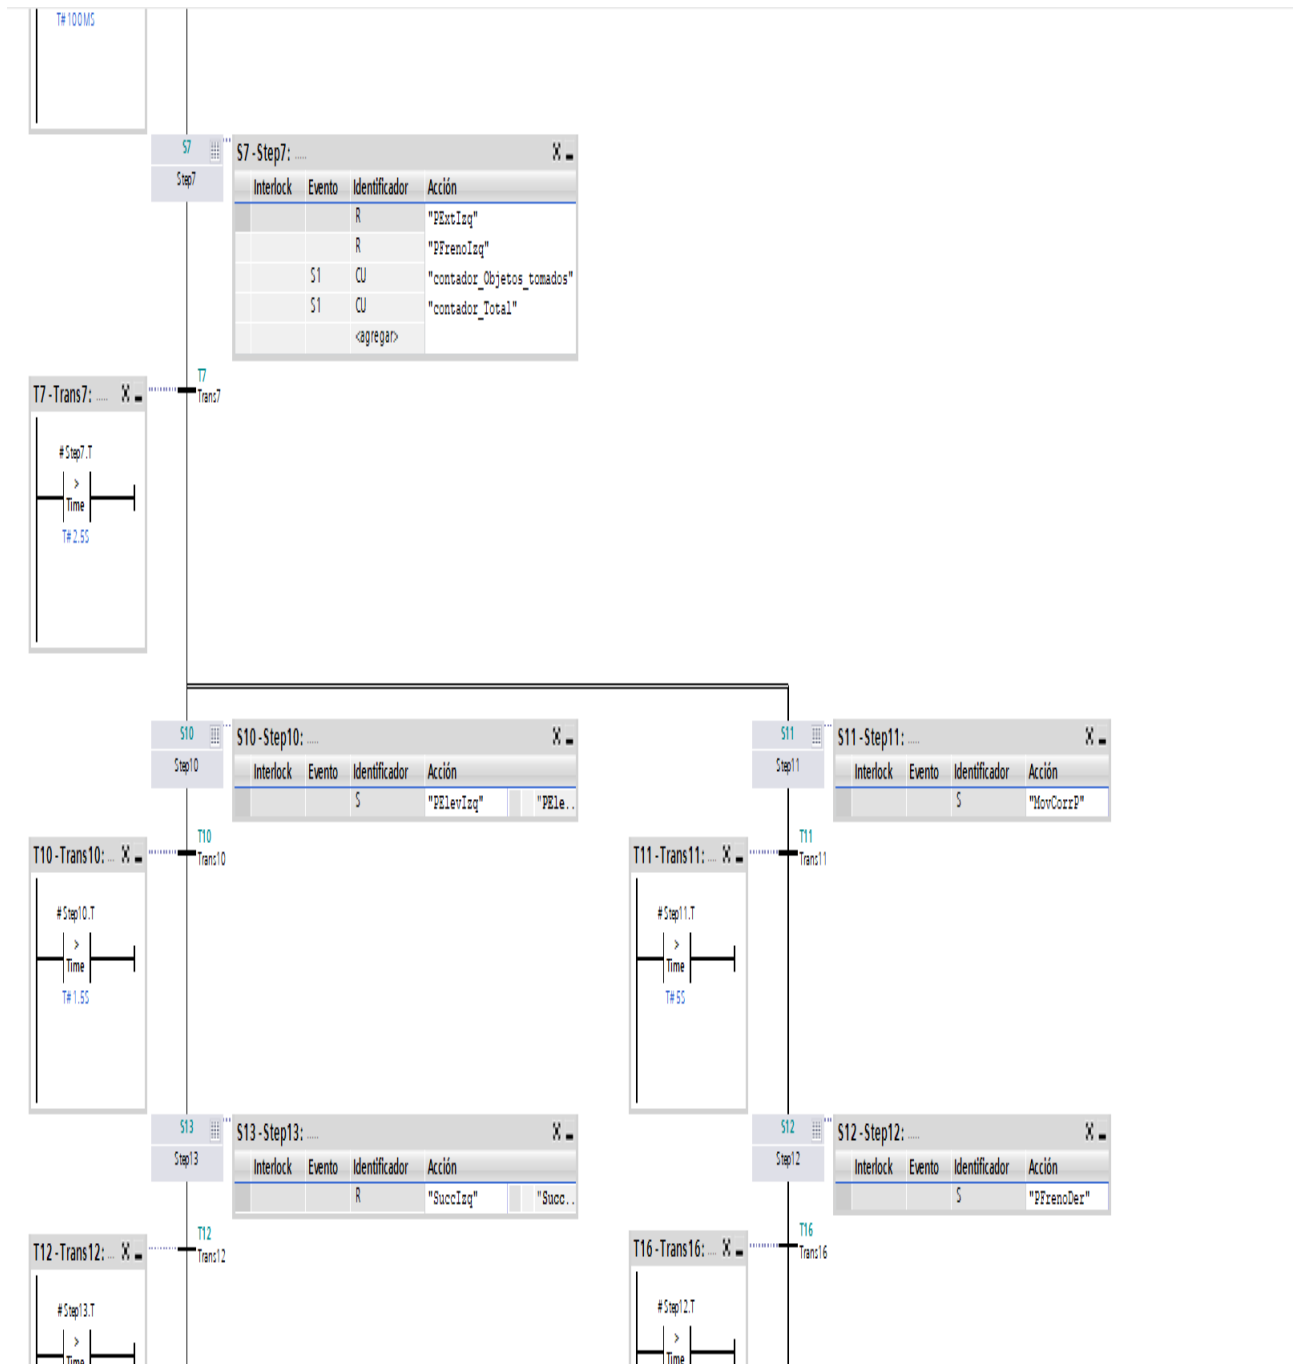 T#100MS
S7
Step7
S7 - Step7: .....
Interlock Evento Identificador Acción
R "PExtIzq"
R "PFrenoIzq"
S1 CU "contador_Objetos_tomados"
S1 CU "contador_Total"
<agregar>
T7 - Trans7: .....
T7
Trans7
#Step7.T
>
Time
T#2.5S
S10
Step10
S10 - Step10: .....
Interlock Evento Identificador Acción
S "PElevIzq" "PEle..
S11
Step11
S11 - Step11: .....
Interlock Evento Identificador Acción
S "MovCorrP"
T10 - Trans10: ...
T10
Trans10
#Step10.T
>
Time
T#1.5S
T11 - Trans11: ....
T11
Trans11
#Step11.T
>
Time
T#5S
S13
Step13
S13 - Step13: .....
Interlock Evento Identificador Acción
R "SuccIzq" "Succ..
S12
Step12
S12 - Step12: .....
Interlock Evento Identificador Acción
S "PFrenoDer"
T12 - Trans12: ...
T12
Trans12
#Step13.T
>
Time
T16 - Trans16: ...
T16
Trans16
#Step12.T
>
Time